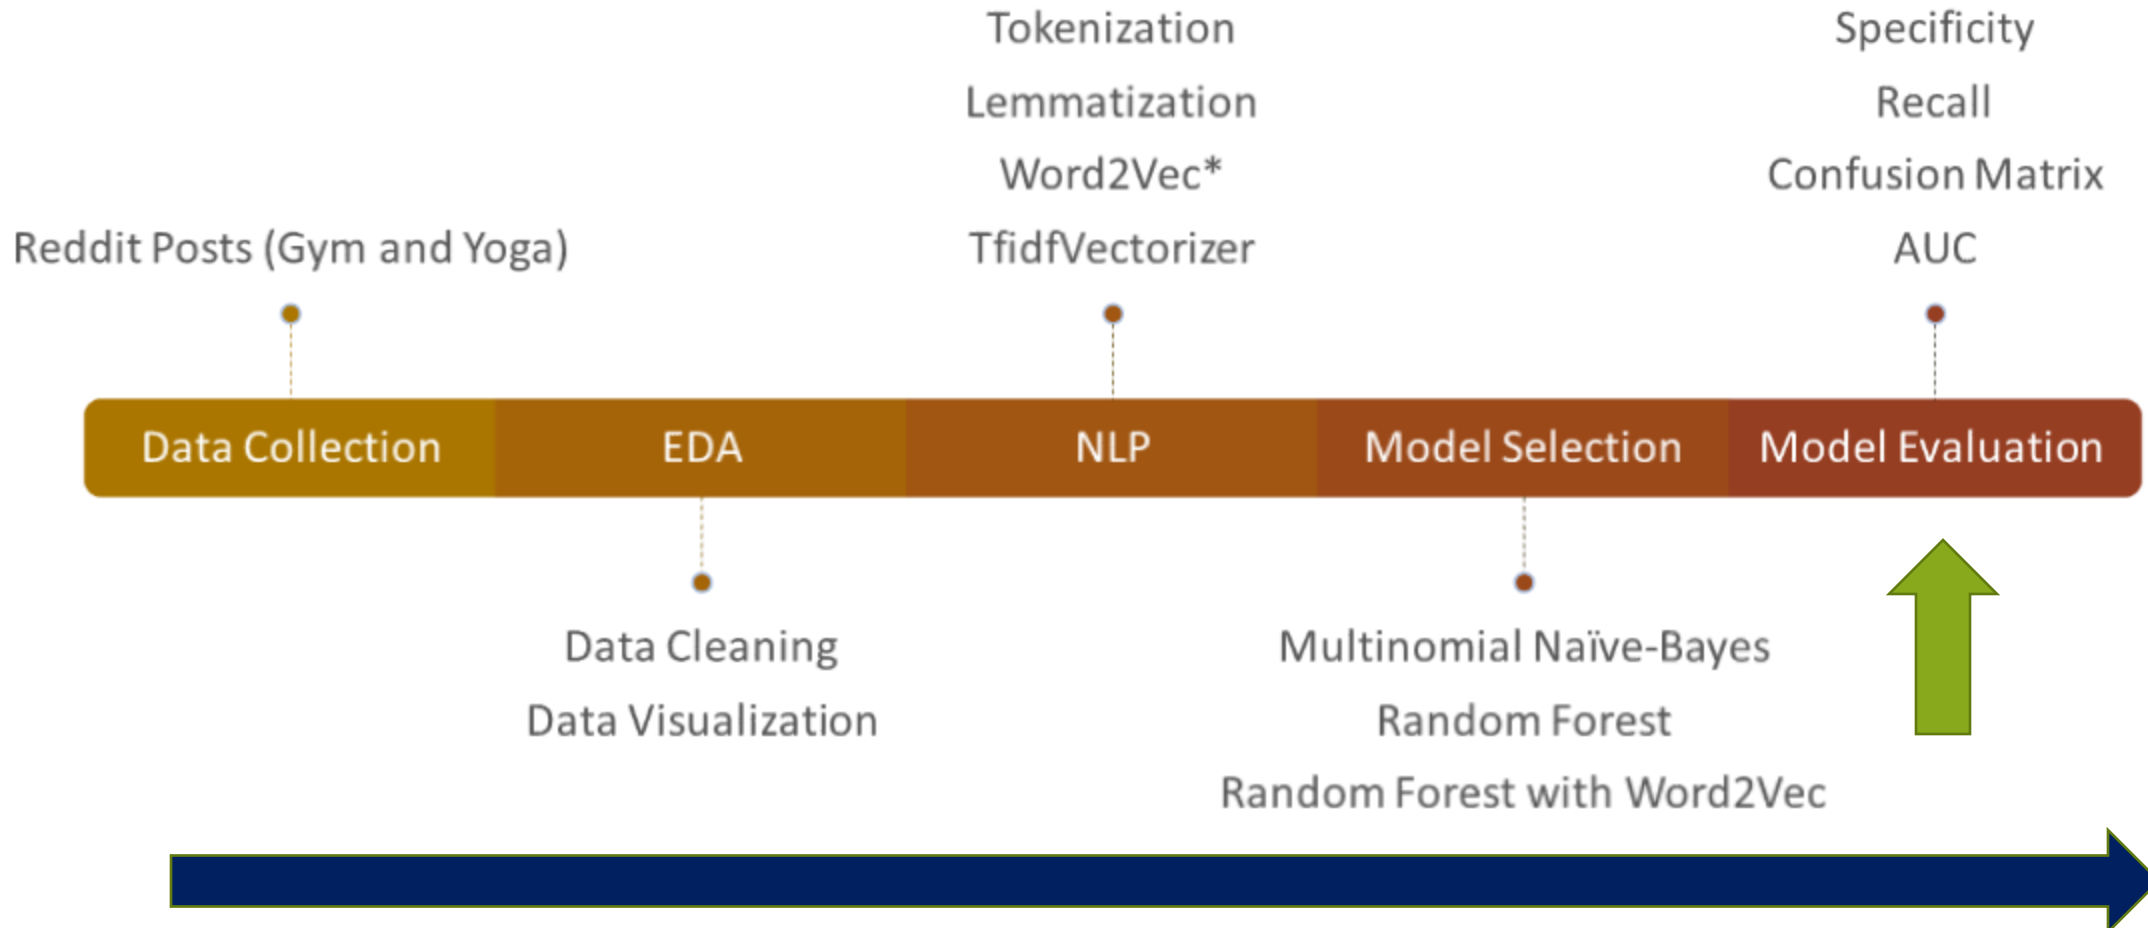 Tokenization
Lemmatization
Word2Vec*
TfidfVectorizer
Specificity
Recall
Confusion Matrix
AUC
Reddit Posts (Gym and Yoga)
Data Collection
EDA
NLP
Model Selection
Model Evaluation
Data Cleaning
Data Visualization
Multinomial Naïve-Bayes
Random Forest
Random Forest with Word2Vec